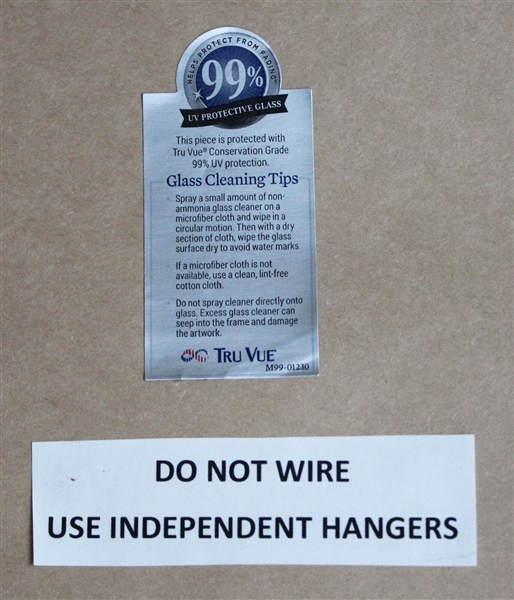 HELPS PROTECT FROM FADING*
99%
UV PROTECTIVE GLASS
This piece is protected with
Tru Vue® Conservation Grade
99% UV protection.
Glass Cleaning Tips
· Spray a small amount of non-
ammonia glass cleaner on a
microfiber cloth and wipe in a
circular motion. Then with a dry
section of cloth, wipe the glass
surface dry to avoid water marks.
· If a microfiber cloth is not
available, use a clean, lint-free
cotton cloth.
· Do not spray cleaner directly onto
glass. Excess glass cleaner can
seep into the frame and damage
the artwork.
TRU VUE
M99-01230
DO NOT WIRE
USE INDEPENDENT HANGERS